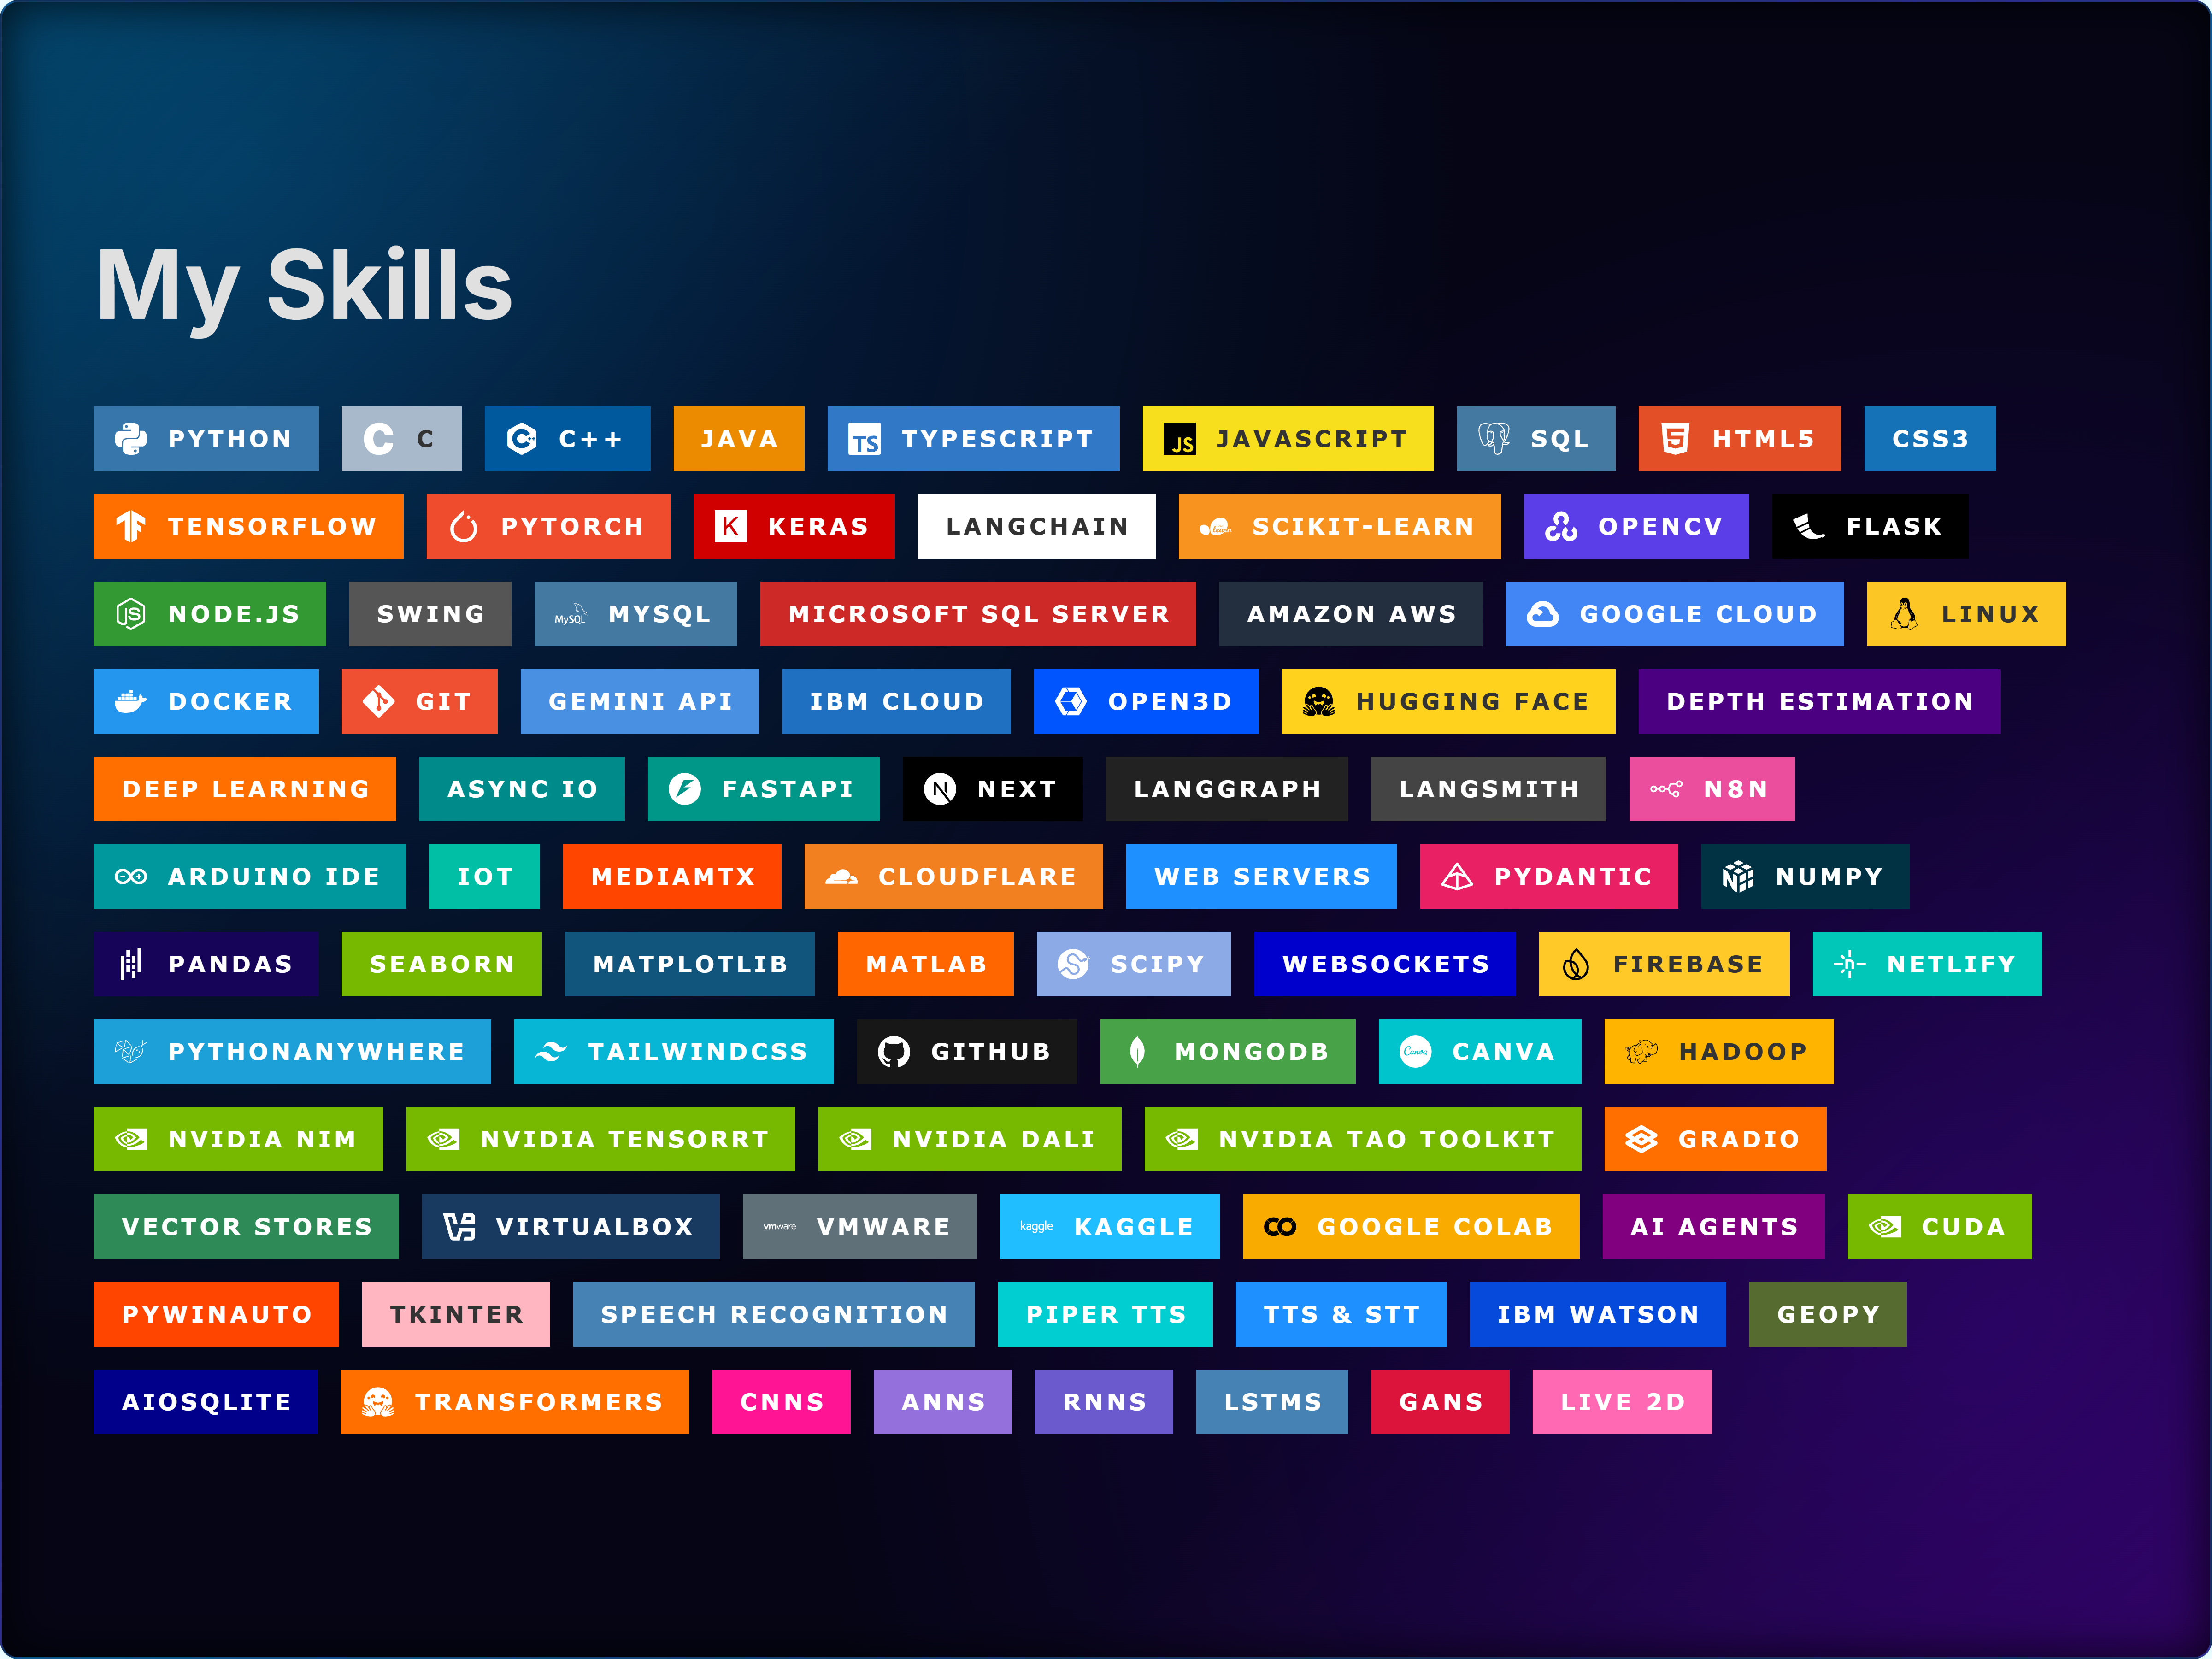 My Skills
PYTHON C C++ JAVA TYPESCRIPT JAVASCRIPT SQL HTML5 CSS3
TENSORFLOW PYTORCH KERAS LANGCHAIN SCIKIT-LEARN OPENCV FLASK
NODE.JS SWING MySQL MYSQL MICROSOFT SQL SERVER AMAZON AWS GOOGLE CLOUD LINUX
DOCKER GIT GEMINI API IBM CLOUD OPEN3D HUGGING FACE DEPTH ESTIMATION
DEEP LEARNING ASYNC IO FASTAPI NEXT LANGGRAPH LANGSMITH N8N
ARDUINO IDE IOT MEDIAMTX CLOUDFLARE WEB SERVERS PYDANTIC NUMPY
PANDAS SEABORN MATPLOTLIB MATLAB SCIPY WEBSOCKETS FIREBASE NETLIFY
PYTHONANYWHERE TAILWINDCSS GITHUB MONGODB Canva CANVA HADOOP
NVIDIA NIM NVIDIA TENSORRT NVIDIA DALI NVIDIA TAO TOOLKIT GRADIO
VECTOR STORES VIRTUALBOX vmware VMWARE kaggle KAGGLE GOOGLE COLAB AI AGENTS CUDA
PYWINAUTO TKINTER SPEECH RECOGNITION PIPER TTS TTS & STT IBM WATSON GEOPY
AIOSQLITE TRANSFORMERS CNNS ANNS RNNS LSTMS GANS LIVE 2D